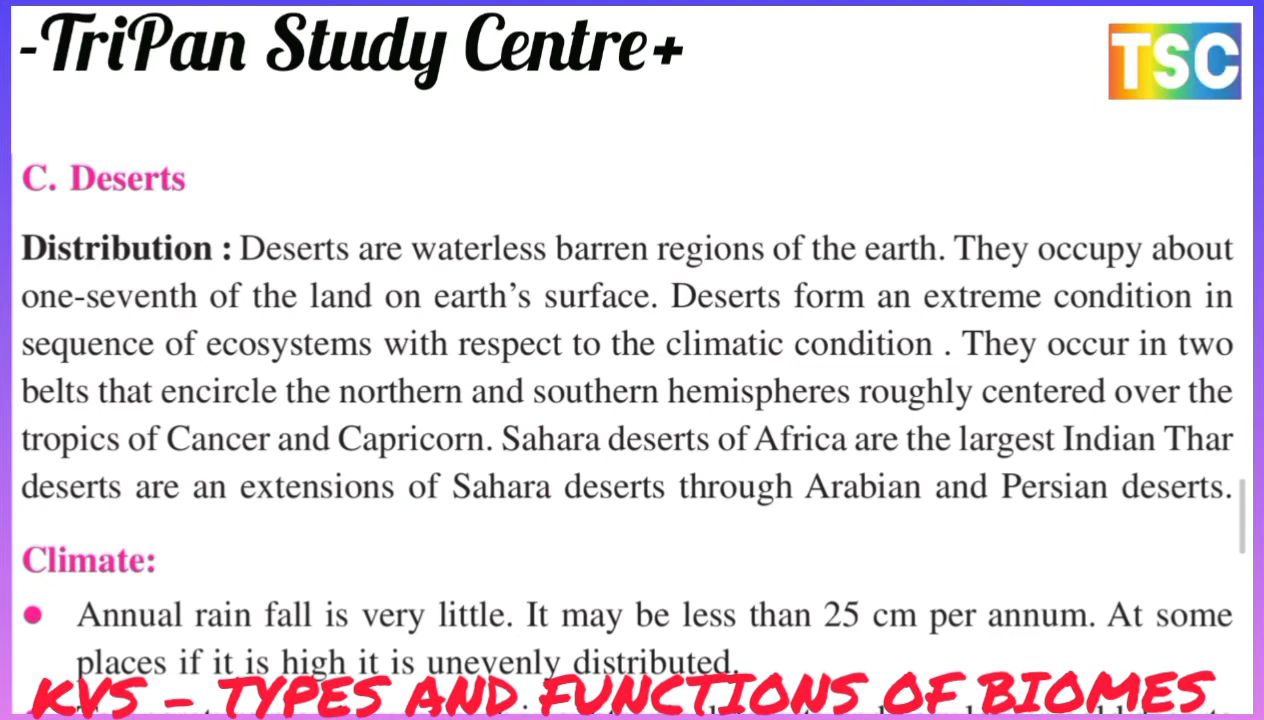 -TriPan Study Centre+
TSC
C. Deserts
Distribution : Deserts are waterless barren regions of the earth. They occupy about
one-seventh of the land on earth's surface. Deserts form an extreme condition in
sequence of ecosystems with respect to the climatic condition . They occur in two
belts that encircle the northern and southern hemispheres roughly centered over the
tropics of Cancer and Capricorn. Sahara deserts of Africa are the largest Indian Thar
deserts are an extensions of Sahara deserts through Arabian and Persian deserts.
Climate:
• Annual rain fall is very little. It may be less than 25 cm per annum. At some
places if it is high it is unevenly distributed.
KVS - TYPES AND FUNCTIONS OF BIOMES